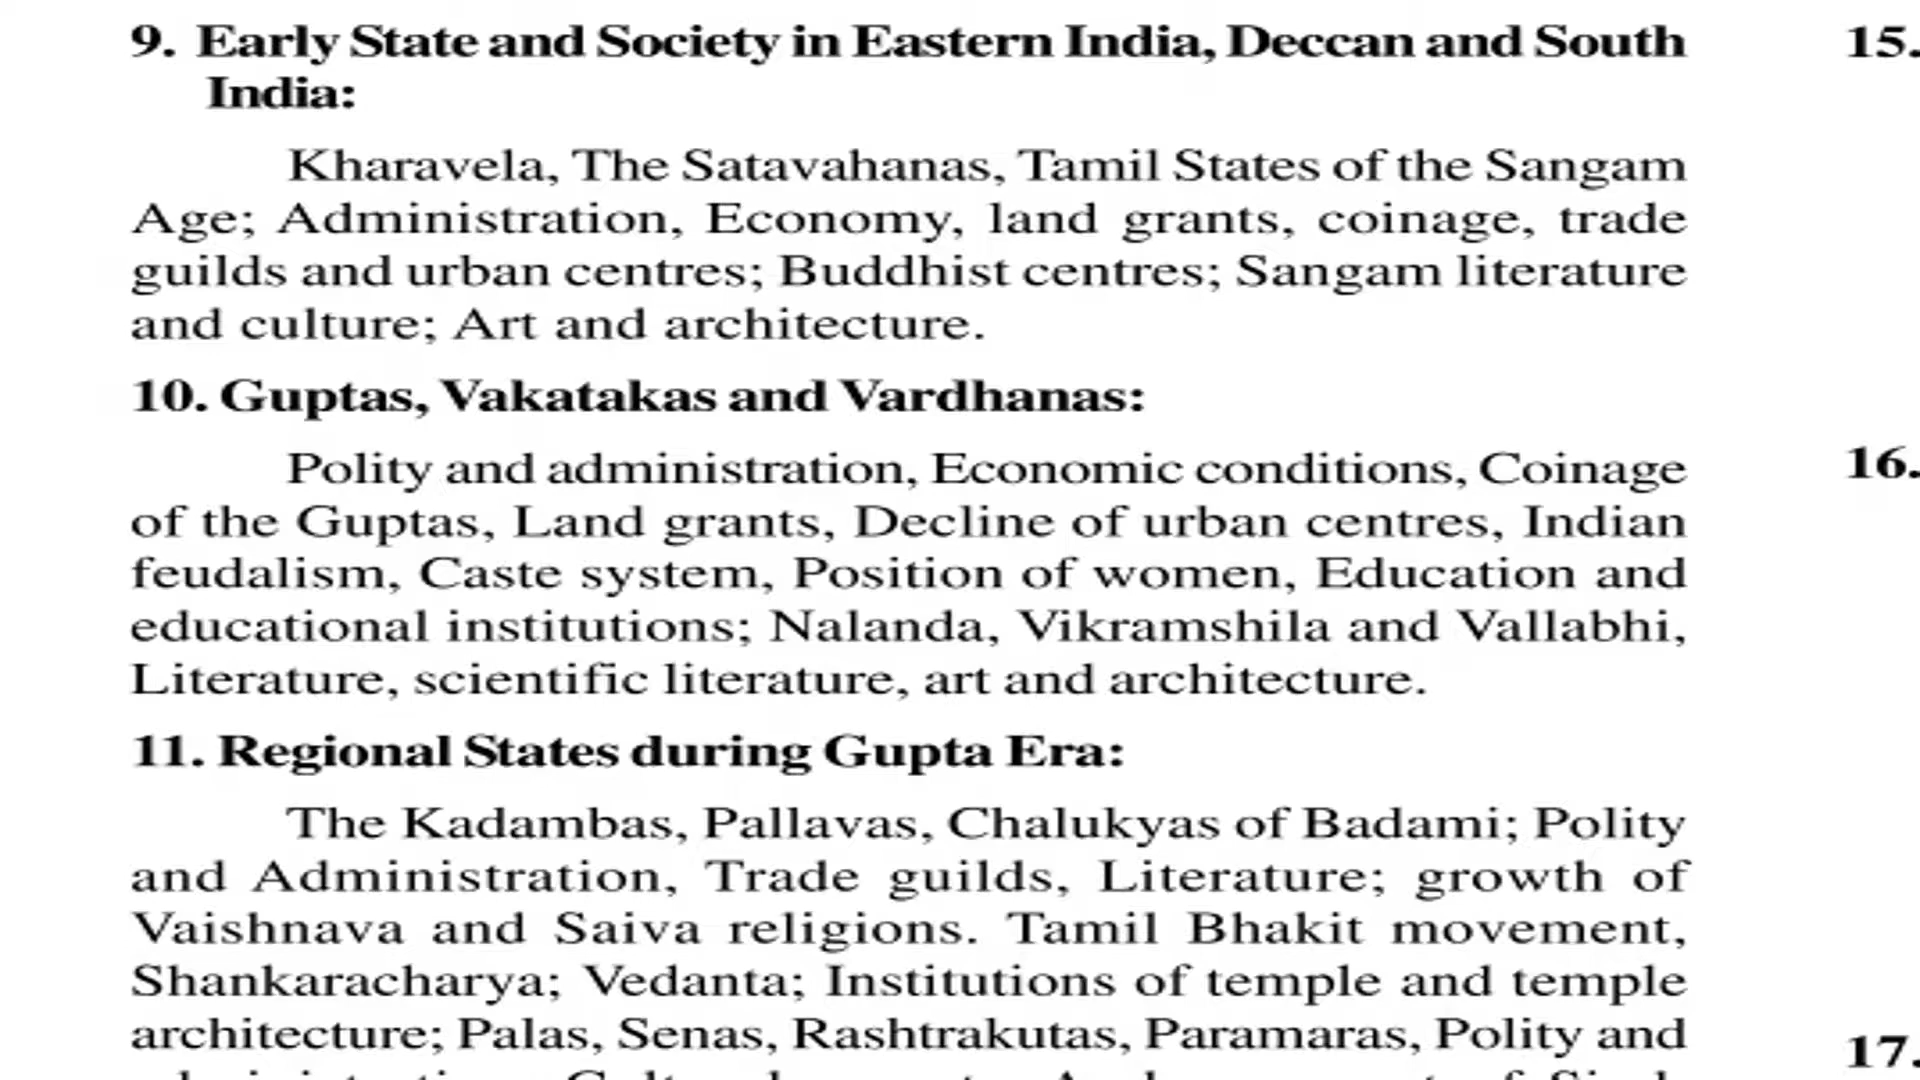 9. Early State and Society in Eastern India, Deccan and South
India:
Kharavela, The Satavahanas, Tamil States of the Sangam
Age; Administration, Economy, land grants, coinage, trade
guilds and urban centres; Buddhist centres; Sangam literature
and culture; Art and architecture.
10. Guptas, Vakatakas and Vardhanas:
Polity and administration, Economic conditions, Coinage
of the Guptas, Land grants, Decline of urban centres, Indian
feudalism, Caste system, Position of women, Education and
educational institutions; Nalanda, Vikramshila and Vallabhi,
Literature, scientific literature, art and architecture.
11. Regional States during Gupta Era:
The Kadambas, Pallavas, Chalukyas of Badami; Polity
and Administration, Trade guilds, Literature; growth of
Vaishnava and Saiva religions. Tamil Bhakit movement,
Shankaracharya; Vedanta; Institutions of temple and temple
architecture; Palas, Senas, Rashtrakutas, Paramaras, Polity and
15.
16.
17.